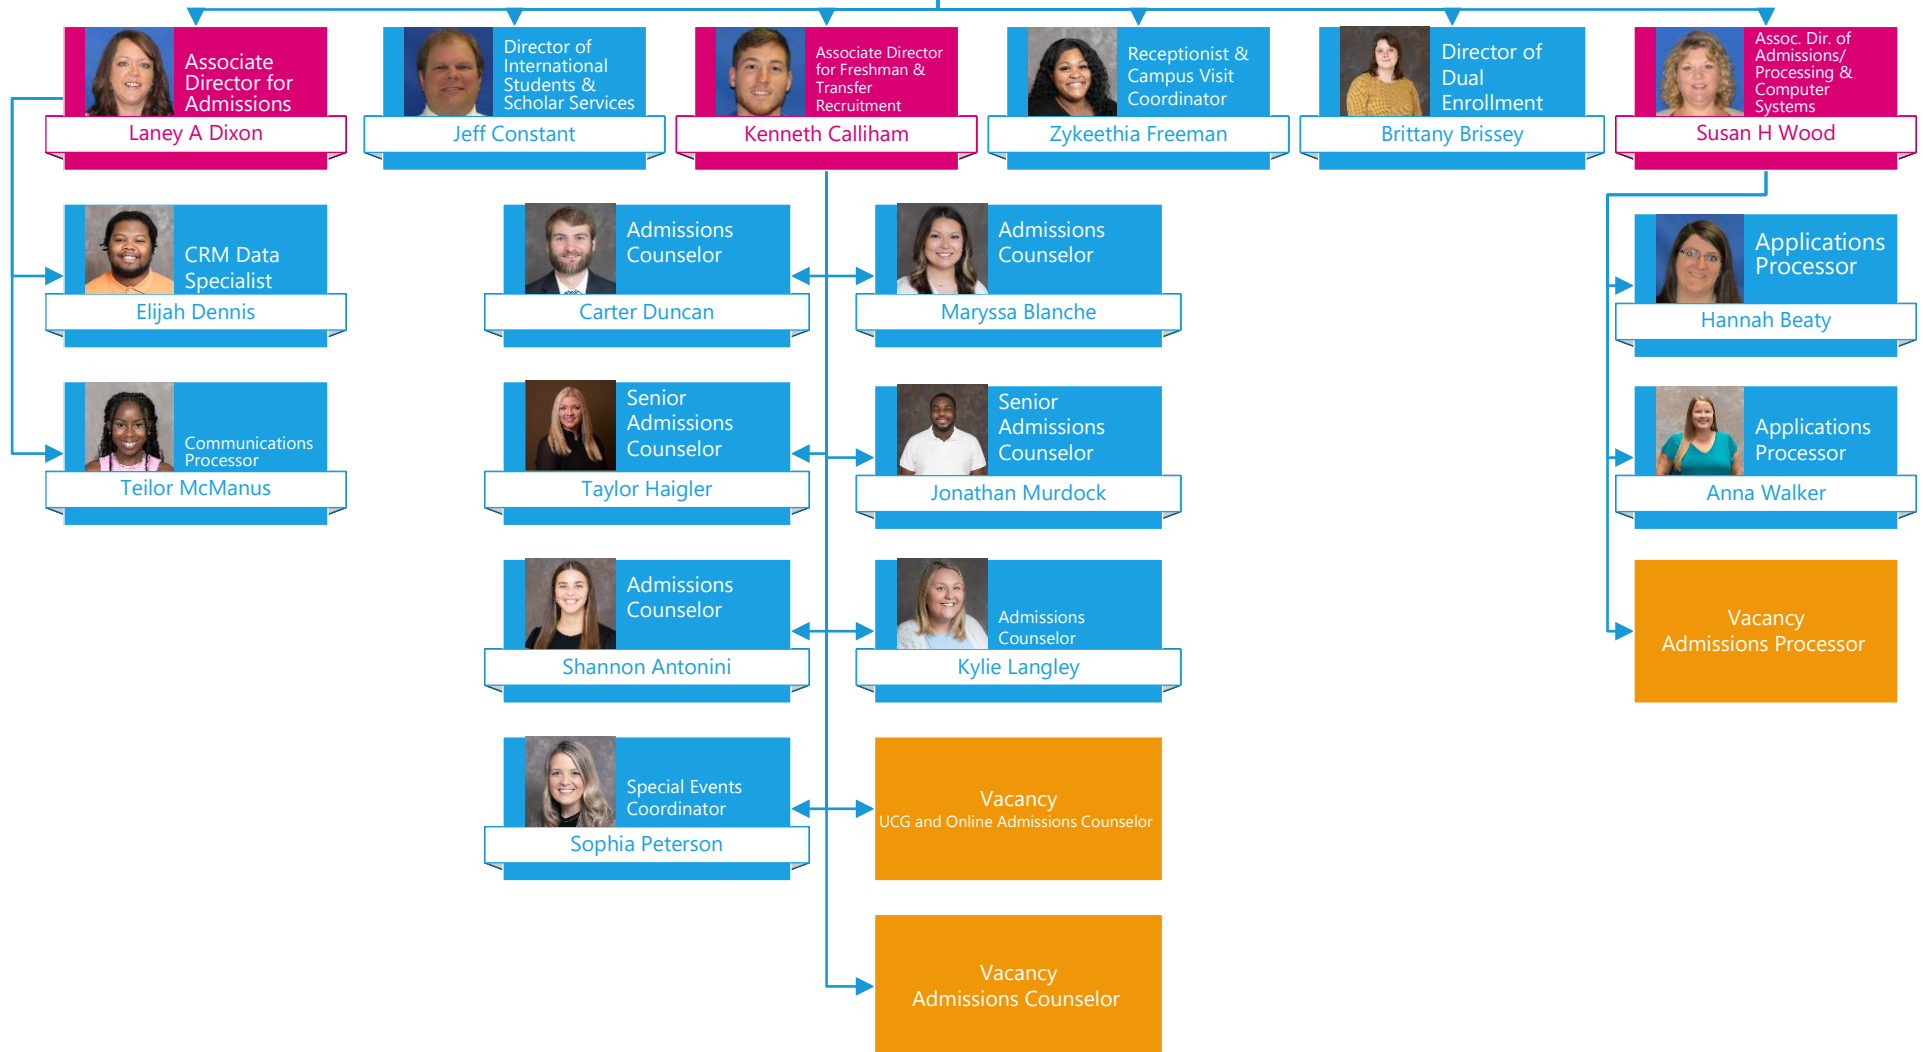 Associate
Director for
Admissions
Laney A Dixon
Director of
International
Students &
Scholar Services
Jeff Constant
Associate Director
for Freshman &
Transfer
Recruitment
Kenneth Calliham
Receptionist &
Campus Visit
Coordinator
Zykeethia Freeman
Director of
Dual
Enrollment
Brittany Brissey
Assoc. Dir. of
Admissions/
Processing &
Computer
Systems
Susan H Wood
CRM Data
Specialist
Elijah Dennis
Admissions
Counselor
Carter Duncan
Admissions
Counselor
Maryssa Blanche
Applications
Processor
Hannah Beaty
Communications
Processor
Teilor McManus
Senior
Admissions
Counselor
Taylor Haigler
Senior
Admissions
Counselor
Jonathan Murdock
Applications
Processor
Anna Walker
Admissions
Counselor
Shannon Antonini
Admissions
Counselor
Kylie Langley
Vacancy
Admissions Processor
Special Events
Coordinator
Sophia Peterson
Vacancy
UCG and Online Admissions Counselor
Vacancy
Admissions Counselor